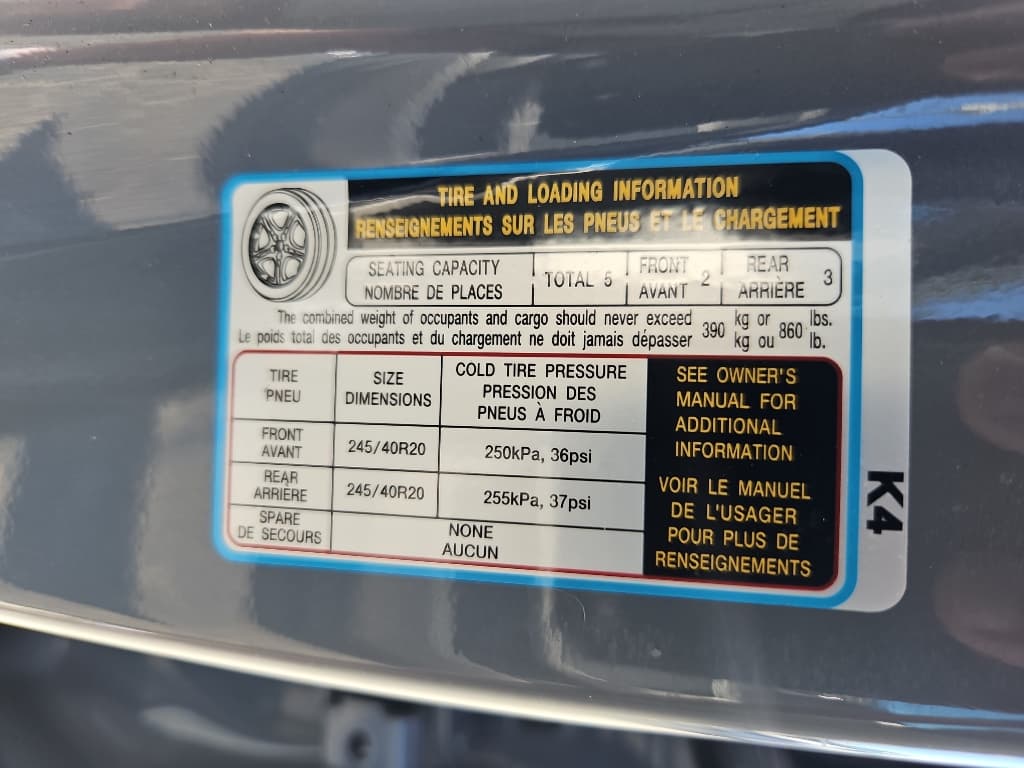 TIRE AND LOADING INFORMATION
RENSEIGNEMENTS SUR LES PNEUS ET LE CHARGEMENT
SEATING CAPACITY
NOMBRE DE PLACES
TOTAL 5
FRONT
AVANT
2
REAR
ARRIÈRE
3
The combined weight of occupants and cargo should never exceed 390 kg or 860 lbs.
Le poids total des occupants et du chargement ne doit jamais dépasser 390 kg ou 860 lb.
TIRE
PNEU
SIZE
DIMENSIONS
COLD TIRE PRESSURE
PRESSION DES
PNEUS À FROID
FRONT
AVANT
245/40R20
250kPa, 36psi
REAR
ARRIÈRE
245/40R20
255kPa, 37psi
SPARE
DE SECOURS
NONE
AUCUN
SEE OWNER'S
MANUAL FOR
ADDITIONAL
INFORMATION
VOIR LE MANUEL
DE L'USAGER
POUR PLUS DE
RENSEIGNEMENTS
K4